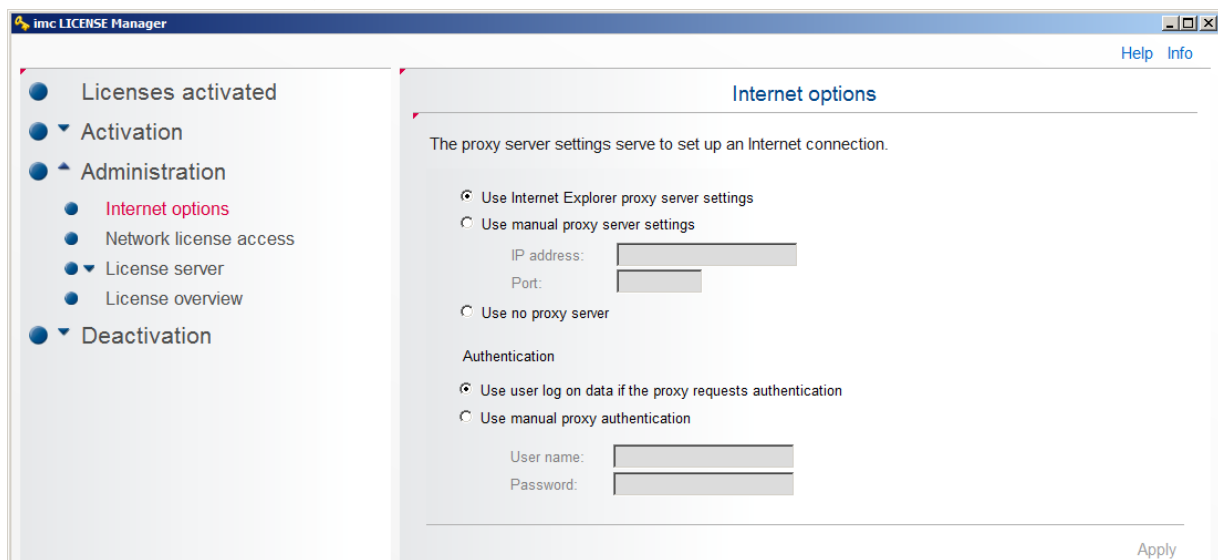 imc LICENSE Manager
Help Info
Licenses activated
Activation
Administration
Internet options
Network license access
License server
License overview
Deactivation
Internet options
The proxy server settings serve to set up an Internet connection.
Use Internet Explorer proxy server settings
Use manual proxy server settings
IP address:
Port:
Use no proxy server
Authentication
Use user log on data if the proxy requests authentication
Use manual proxy authentication
User name:
Password:
Apply